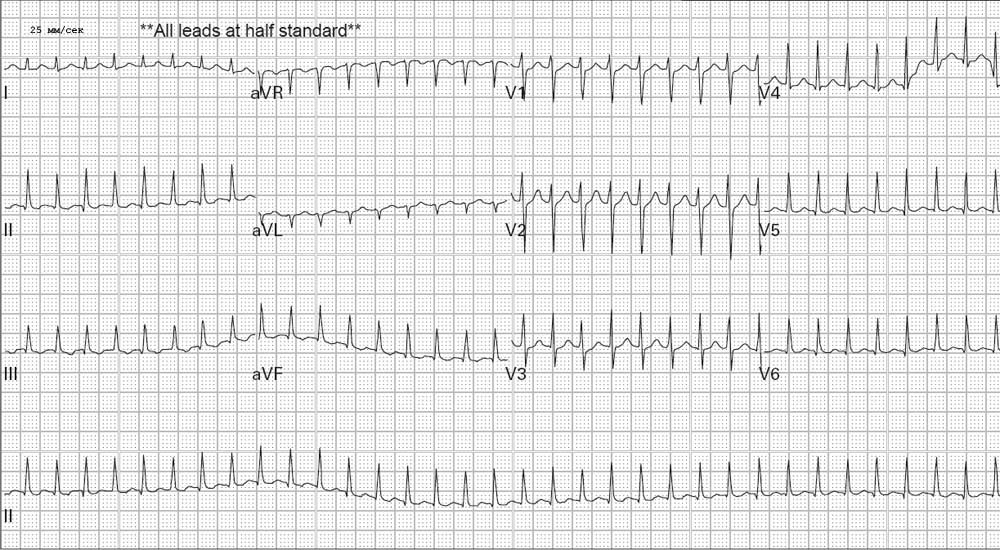 25 мм/сек **All leads at half standard**
I aVR V1 V4
II aVL V2 V5
III aVF V3 V6
II